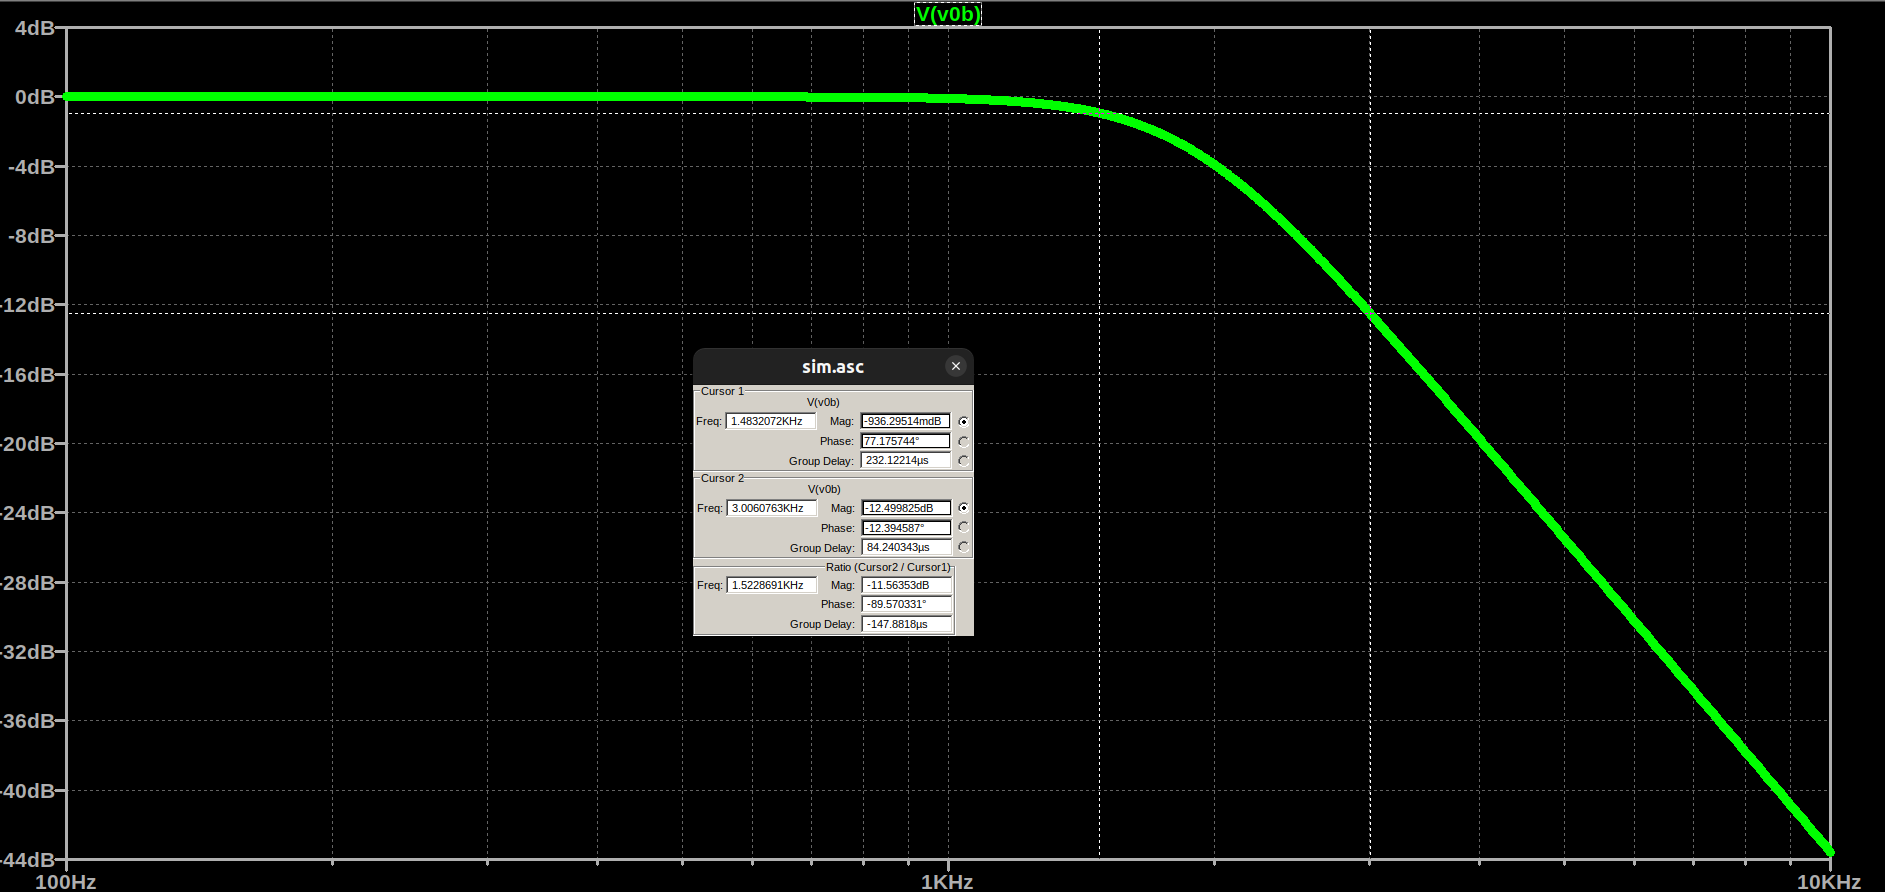 V(v0b)
4dB
0dB
-4dB
-8dB
-12dB
-16dB
-20dB
-24dB
-28dB
-32dB
-36dB
-40dB
-44dB
100Hz
1KHz
10KHz
sim.asc
Cursor 1
V(v0b)
Freq: 1.4832072KHz Mag: -936.29514mdB
Phase: 77.175744°
Group Delay: 232.12214µs
Cursor 2
V(v0b)
Freq: 3.0060763KHz Mag: -12.499825dB
Phase: -12.394587°
Group Delay: 84.240343µs
Ratio (Cursor2 / Cursor1)
Freq: 1.5228691KHz Mag: -11.56353dB
Phase: -89.570331°
Group Delay: -147.8818µs